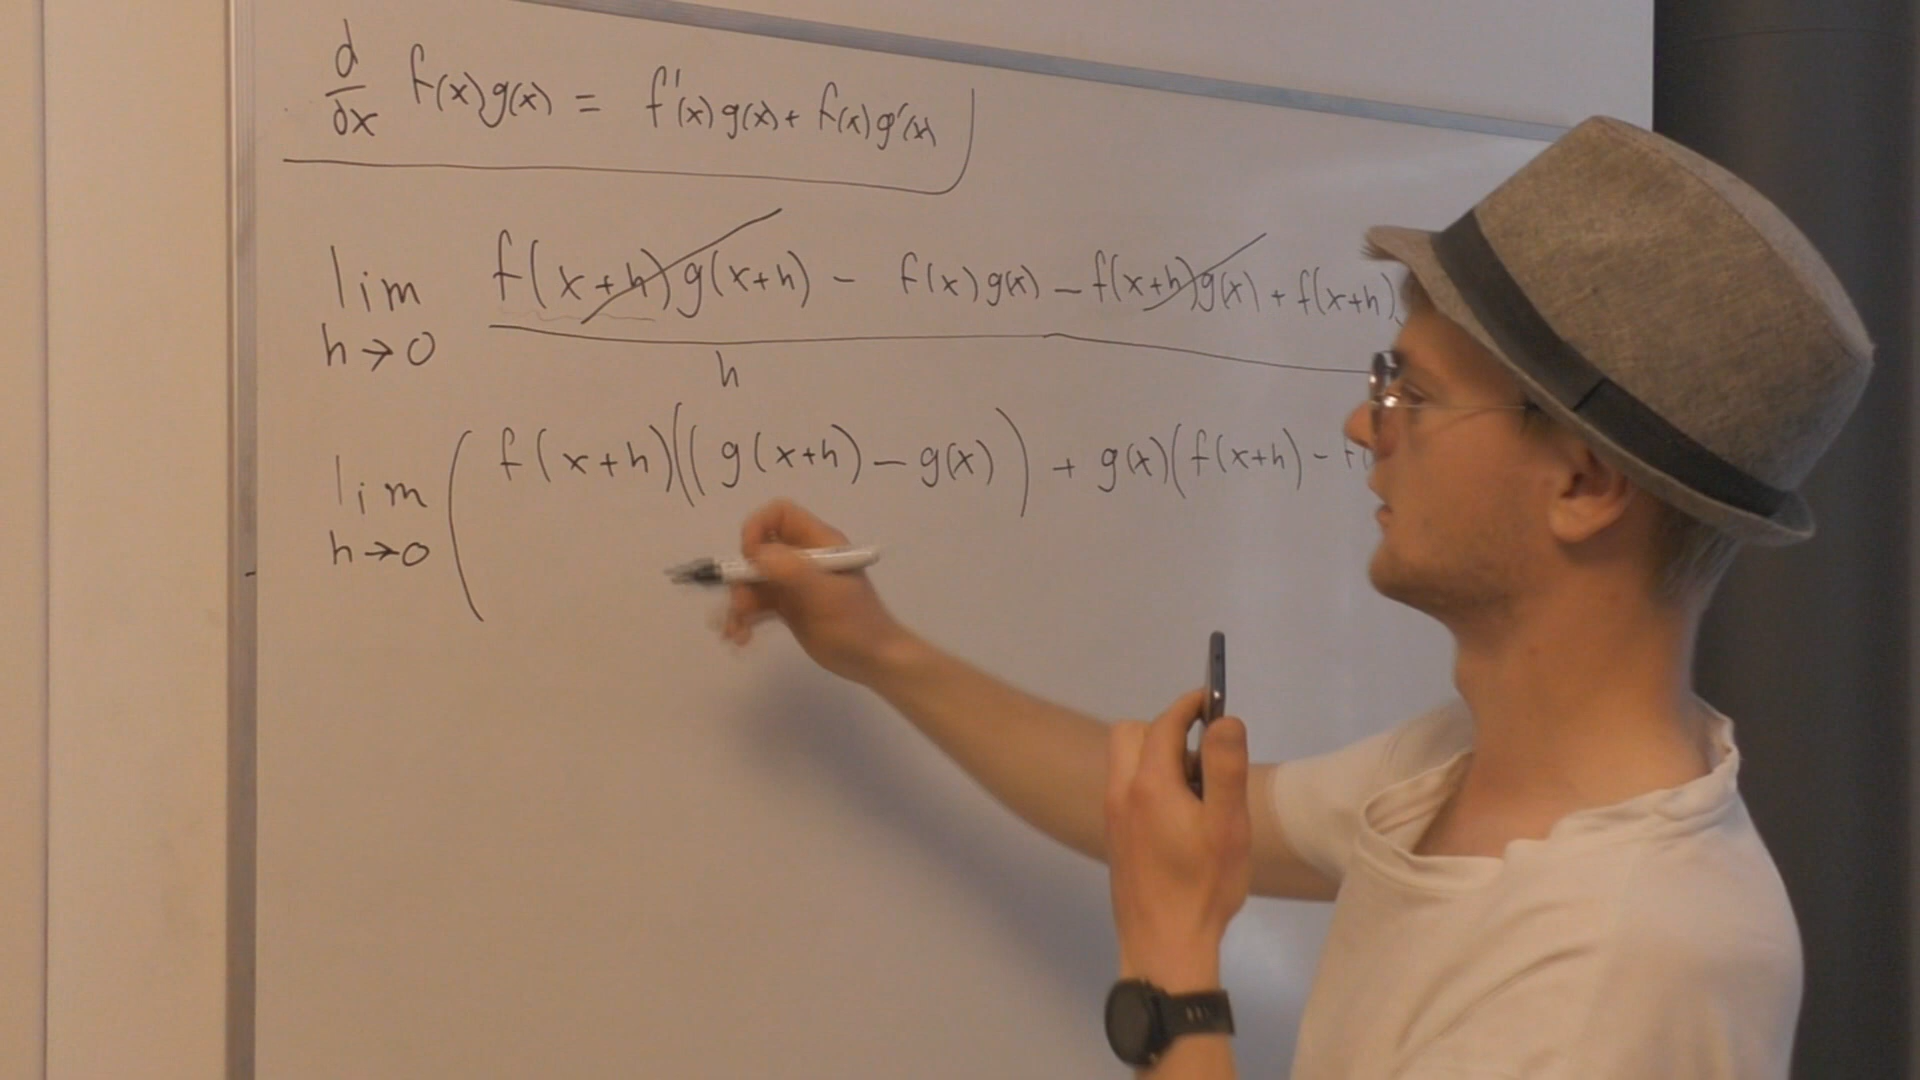 d/dx f(x)g(x) = f'(x)g(x) + f(x)g'(x)
lim h→0 f(x+h)g(x+h) - f(x)g(x) - f(x+h)g(x) + f(x+h)
h
lim h→0 ( f(x+h)((g(x+h) - g(x)) + g(x)(f(x+h) - f